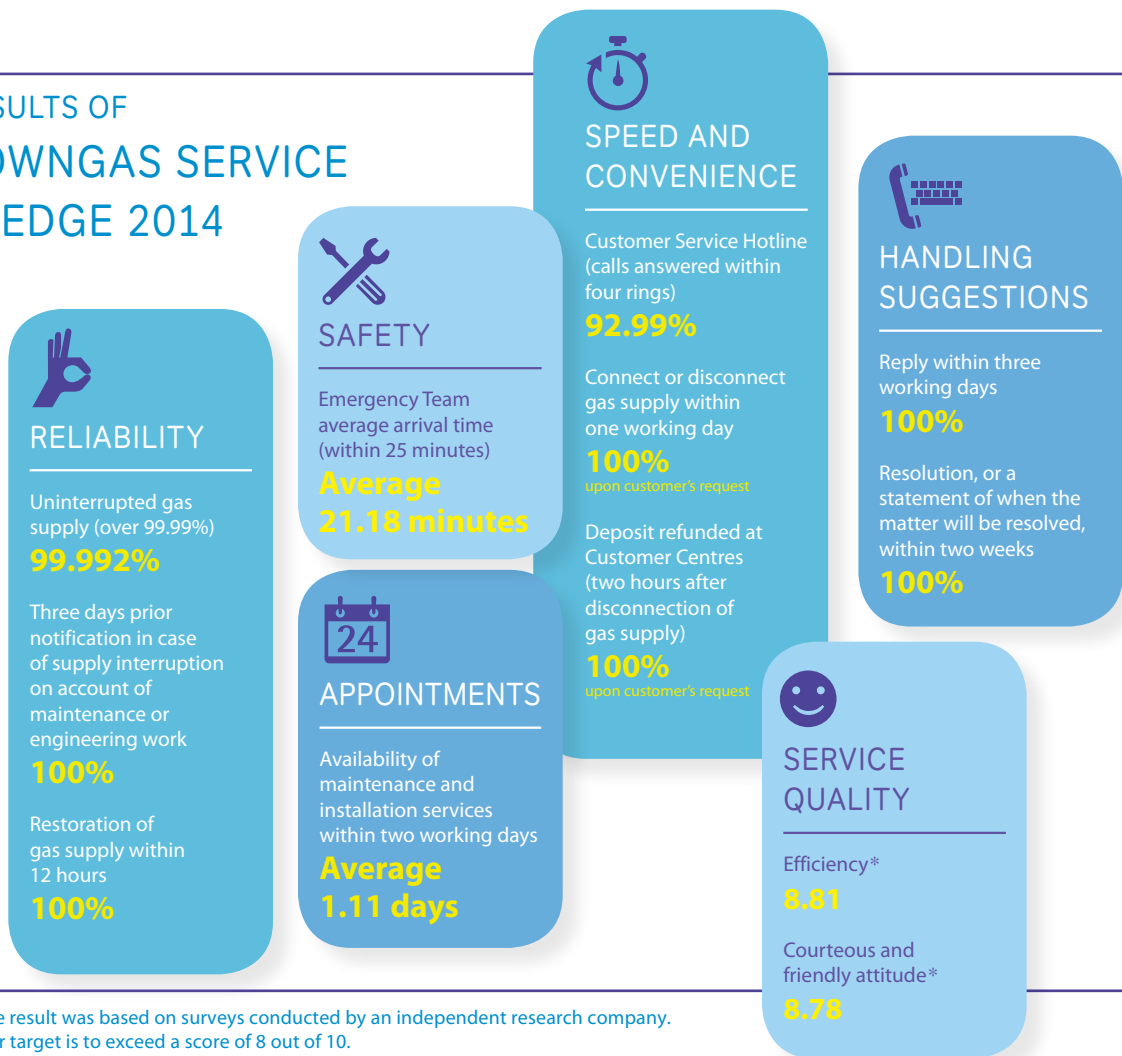 SULTS OF
OWNGAS SERVICE
EDGE 2014
RELIABILITY
Uninterrupted gas
supply (over 99.99%)
99.992%
Three days prior
notification in case
of supply interruption
on account of
maintenance or
engineering work
100%
Restoration of
gas supply within
12 hours
100%
SAFETY
Emergency Team
average arrival time
(within 25 minutes)
Average
21.18 minutes
24
APPOINTMENTS
Availability of
maintenance and
installation services
within two working days
Average
1.11 days
SPEED AND
CONVENIENCE
Customer Service Hotline
(calls answered within
four rings)
92.99%
Connect or disconnect
gas supply within
one working day
100%
upon customer's request
Deposit refunded at
Customer Centres
(two hours after
disconnection of
gas supply)
100%
upon customer's request
HANDLING
SUGGESTIONS
Reply within three
working days
100%
Resolution, or a
statement of when the
matter will be resolved,
within two weeks
100%
SERVICE
QUALITY
Efficiency*
8.81
Courteous and
friendly attitude*
8.78
e result was based on surveys conducted by an independent research company.
r target is to exceed a score of 8 out of 10.